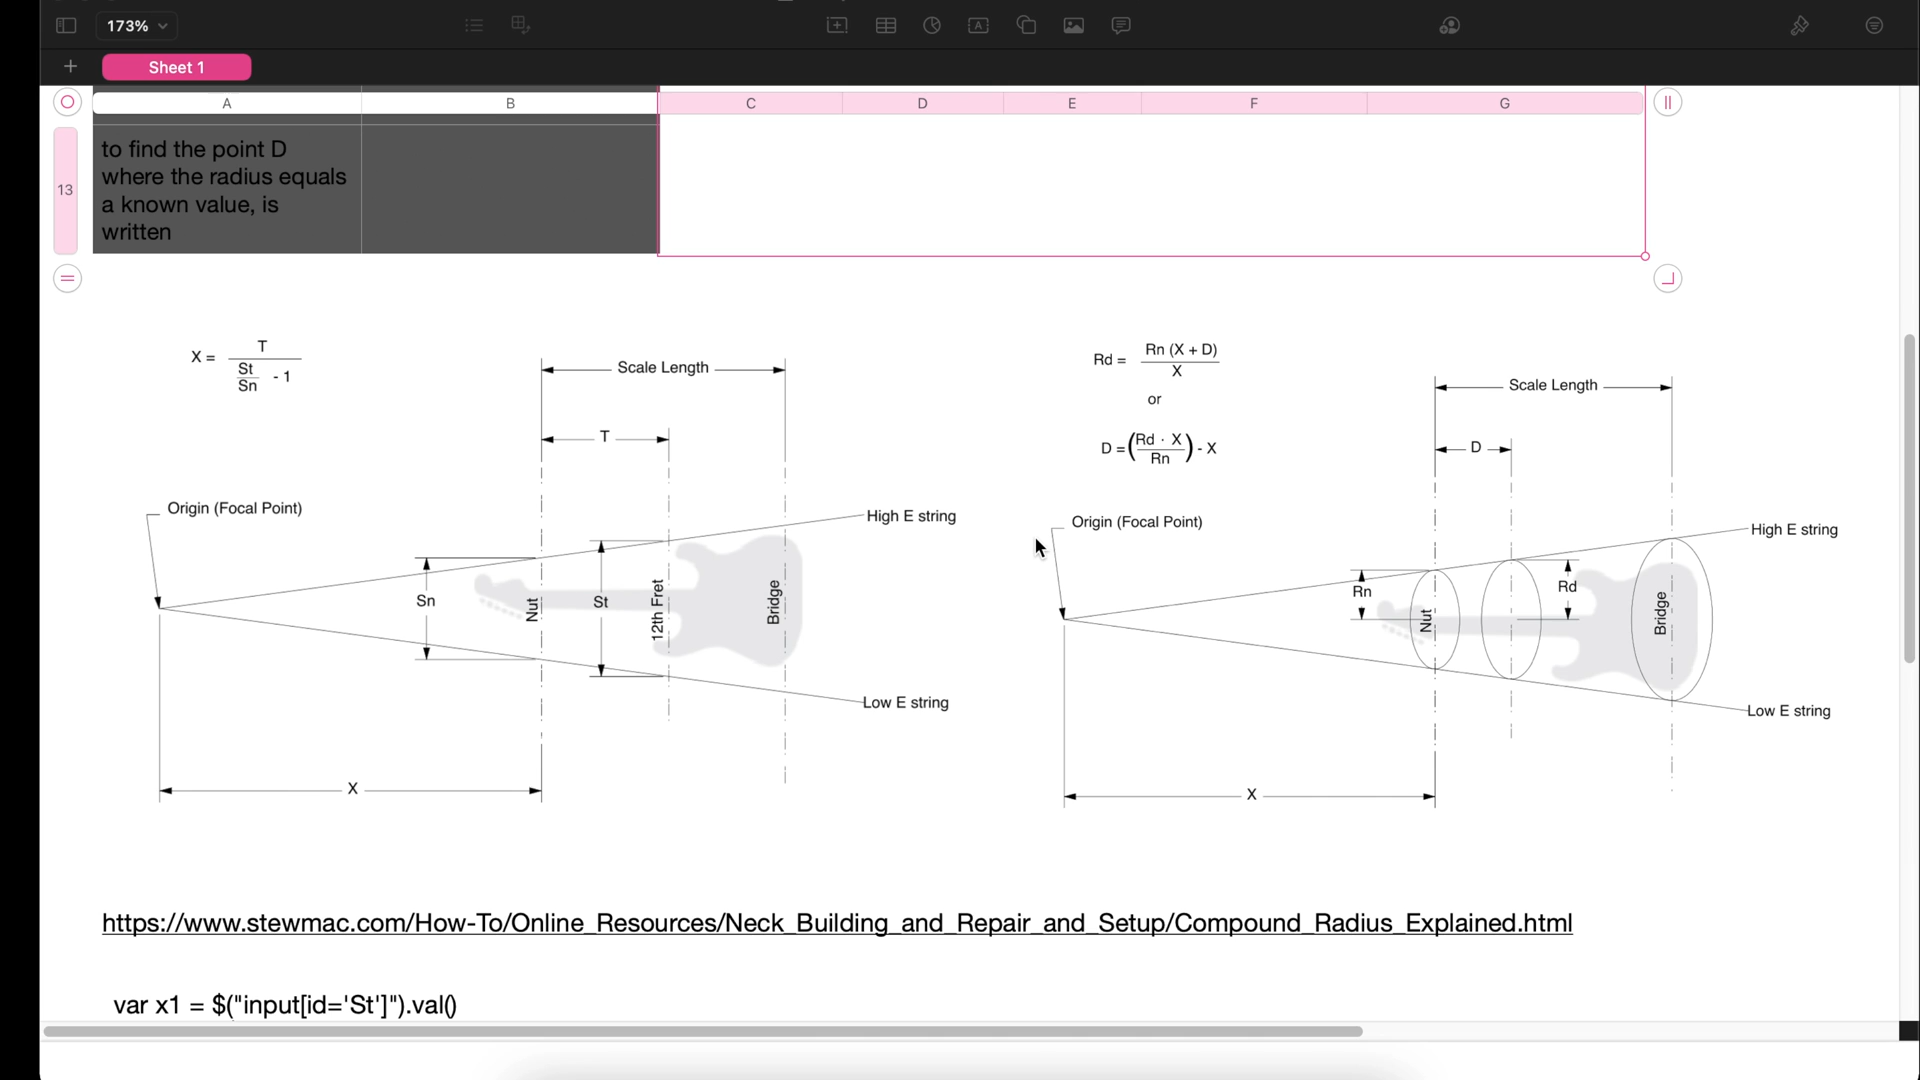 173%
Sheet 1
A B C D E F G
13
to find the point D
where the radius equals
a known value, is
written
X = T
St
Sn - 1
Scale Length
T
Origin (Focal Point)
High E string
Sn
Nut
St
12th Fret
Bridge
Low E string
X
Rd = Rn (X + D)
X
or
D = (Rd · X) - X
Rn
Scale Length
D
Origin (Focal Point)
High E string
Rn
Nut
Rd
Bridge
Low E string
X
https://www.stewmac.com/How-To/Online_Resources/Neck_Building_and_Repair_and_Setup/Compound_Radius_Explained.html
var x1 = $("input[id='St']").val()